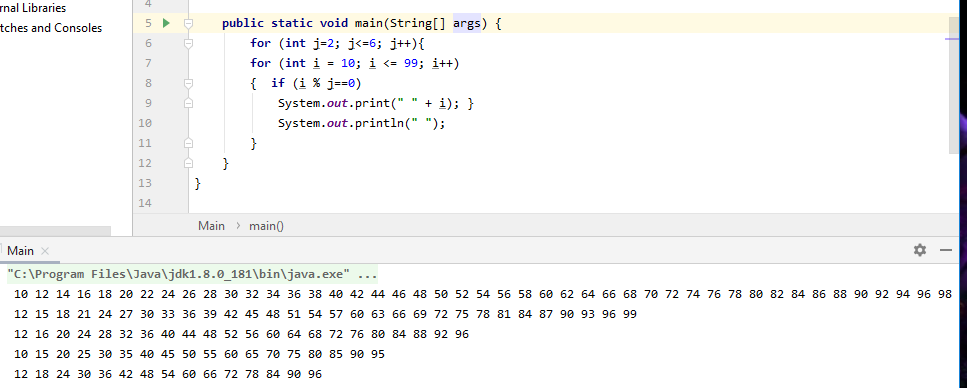 rnal Libraries
tches and Consoles
4
5 public static void main(String[] args) {
6 for (int j=2; j<=6; j++){
7 for (int i = 10; i <= 99; i++)
8 { if (i % j==0)
9 System.out.print(" " + i); }
10 System.out.println(" ");
11 }
12 }
13 }
14
Main > main()
Main
"C:\Program Files\Java\jdk1.8.0_181\bin\java.exe" ...
10 12 14 16 18 20 22 24 26 28 30 32 34 36 38 40 42 44 46 48 50 52 54 56 58 60 62 64 66 68 70 72 74 76 78 80 82 84 86 88 90 92 94 96 98
12 15 18 21 24 27 30 33 36 39 42 45 48 51 54 57 60 63 66 69 72 75 78 81 84 87 90 93 96 99
12 16 20 24 28 32 36 40 44 48 52 56 60 64 68 72 76 80 84 88 92 96
10 15 20 25 30 35 40 45 50 55 60 65 70 75 80 85 90 95
12 18 24 30 36 42 48 54 60 66 72 78 84 90 96